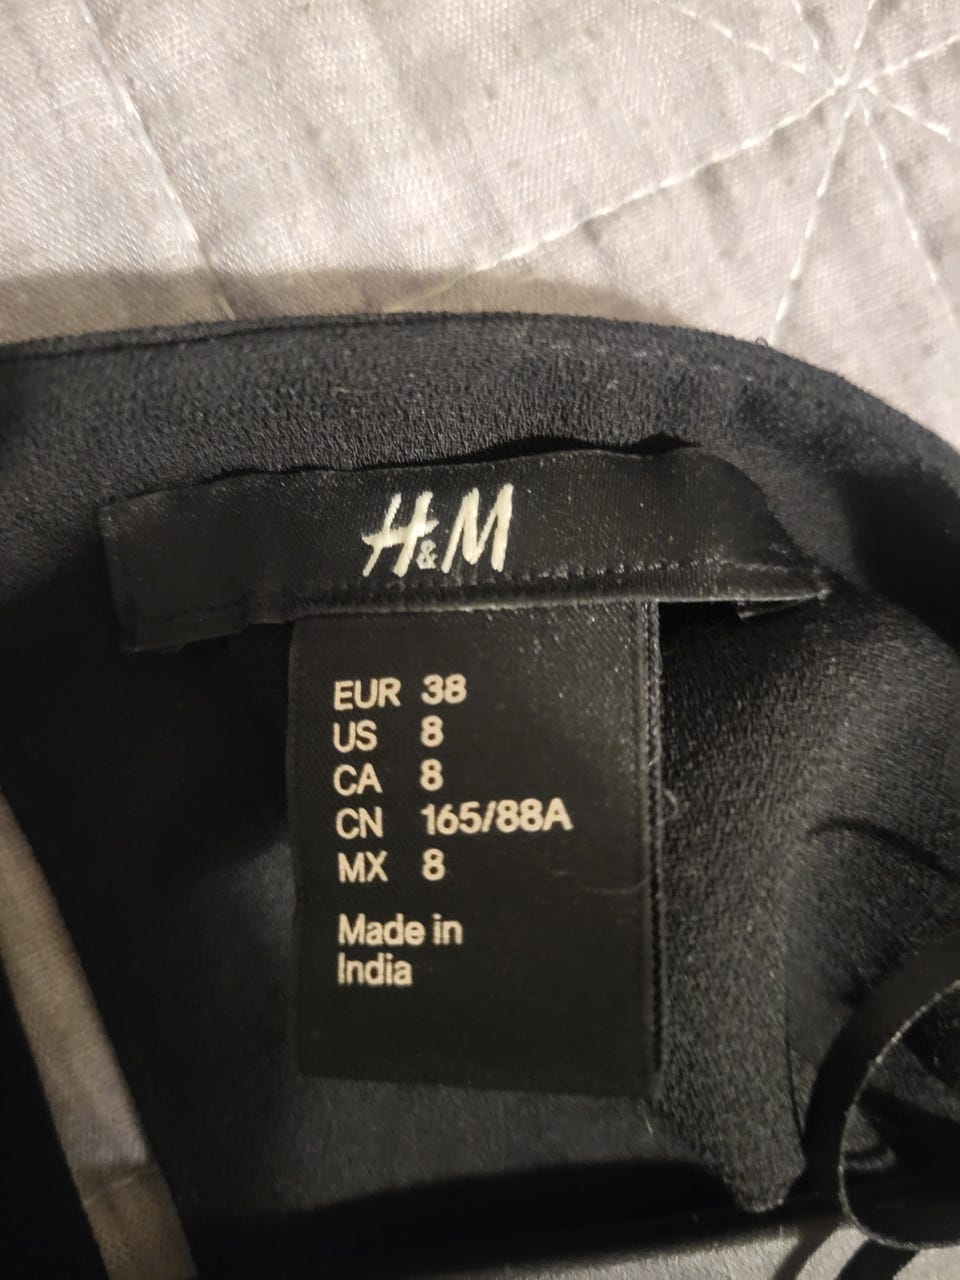 H&M
EUR 38
US 8
CA 8
CN 165/88A
MX 8
Made in
India